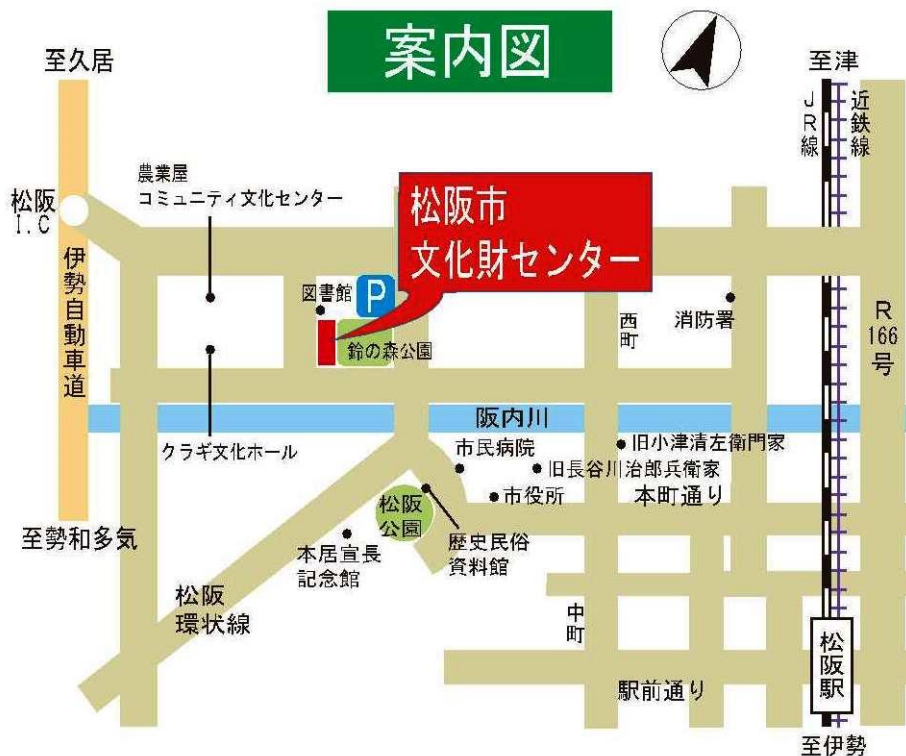 案内図
至久居
至津
JR線
近鉄線
農業屋
コミュニティ文化センター
松阪
I.C
松阪市
文化財センター
伊勢自動車道
図書館
P
鈴の森公園
西町
消防署
R
166
号
阪内川
クラギ文化ホール
市民病院
旧小津清左衛門家
旧長谷川治郎兵衛家
市役所
本町通り
松阪
公園
至勢和多気
本居宣長
記念館
歴史民俗
資料館
松阪
環状線
中町
松阪駅
駅前通り
至伊勢